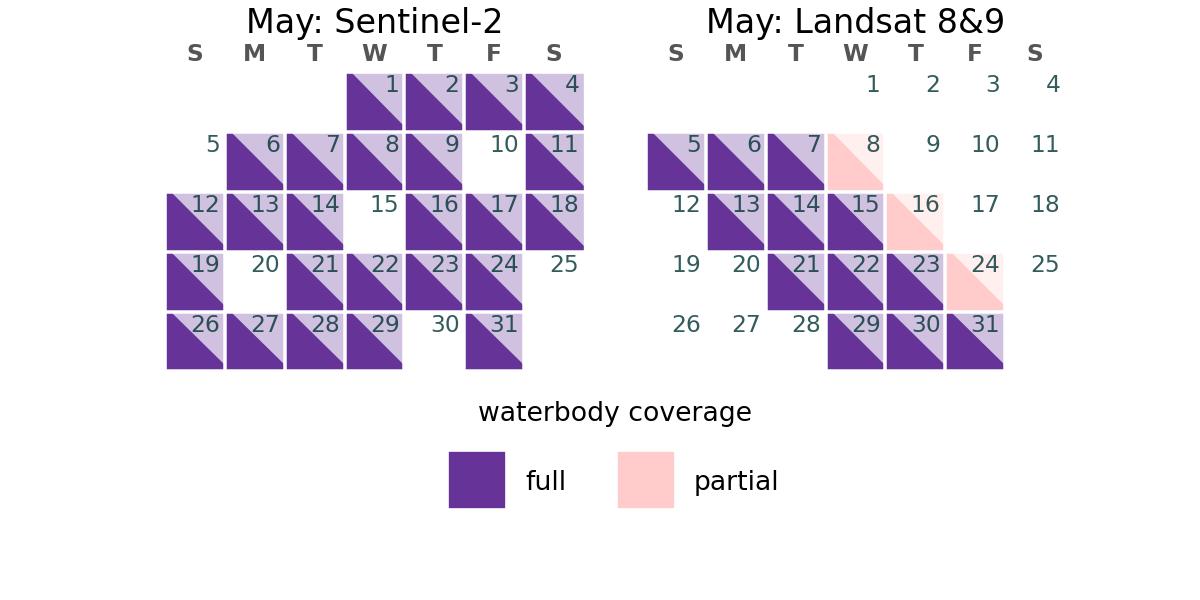 May: Sentinel-2
S M T W T F S
1 2 3 4
5 6 7 8 9 10 11
12 13 14 15 16 17 18
19 20 21 22 23 24 25
26 27 28 29 30 31
May: Landsat 8&9
S M T W T F S
1 2 3 4
5 6 7 8 9 10 11
12 13 14 15 16 17 18
19 20 21 22 23 24 25
26 27 28 29 30 31
waterbody coverage
full partial